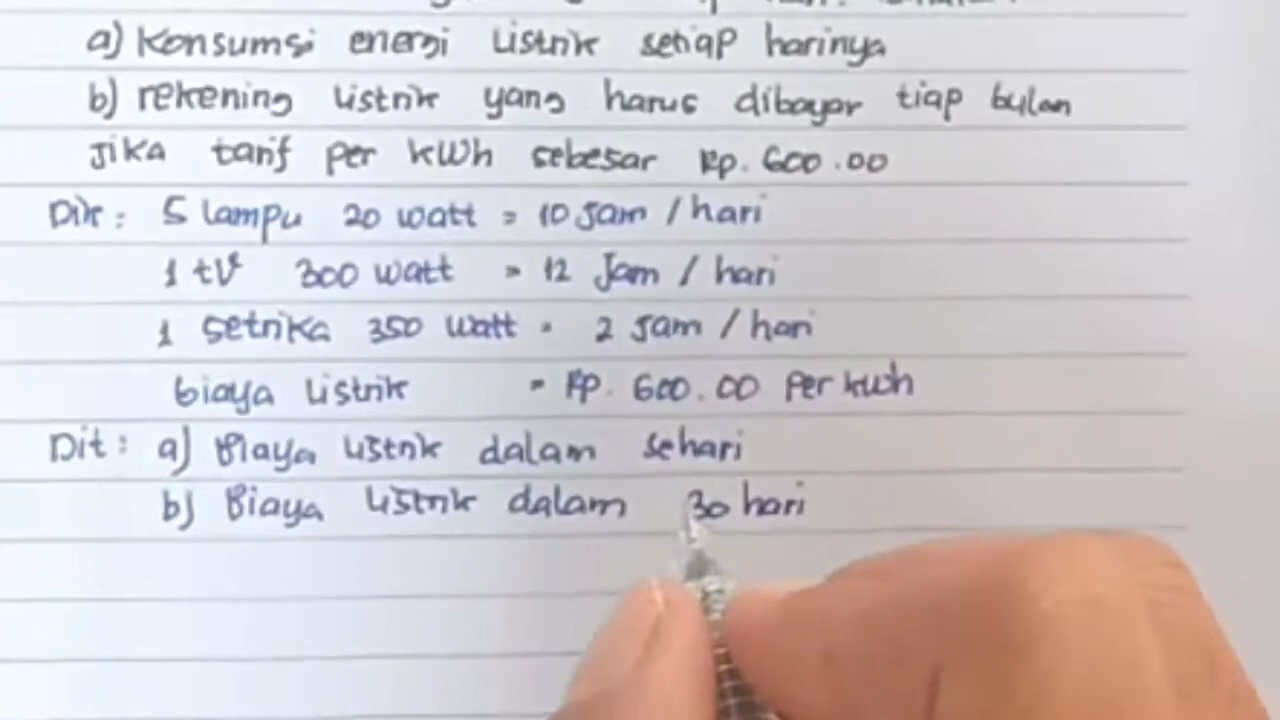 a) Konsumsi energi listrik setiap harinya
b) rekening listrik yang harus dibayar tiap bulan
Jika tarif per kWh sebesar Rp. 600.00
Dik: 5 lampu 20 watt = 10 Jam / hari
1 tV 300 watt = 12 Jam / hari
1 Setrika 350 Watt = 2 Jam / hari
biaya listrik = Rp. 600.00 Per kwh
Dit: a) Biaya listrik dalam sehari
b) Biaya listrik dalam 30 hari